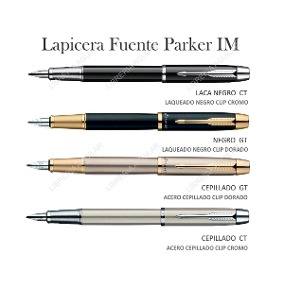 Lapicera Fuente Parker IM
LACA NEGRO CT
LAQUEADO NEGRO CLIP CROMO
NEGRO GT
LAQUEADO NEGRO CLIP DORADO
CEPILLADO GT
ACERO CEPILLADO CLIP DORADO
CEPILLADO CT
ACERO CEPILLADO CLIP CROMO